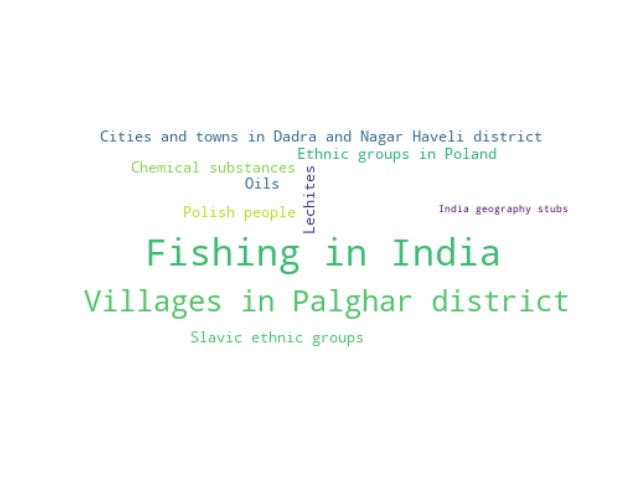 Cities and towns in Dadra and Nagar Haveli district
Ethnic groups in Poland
Chemical substances
Oils
Lechites
Polish people
India geography stubs
Fishing in India
Villages in Palghar district
Slavic ethnic groups